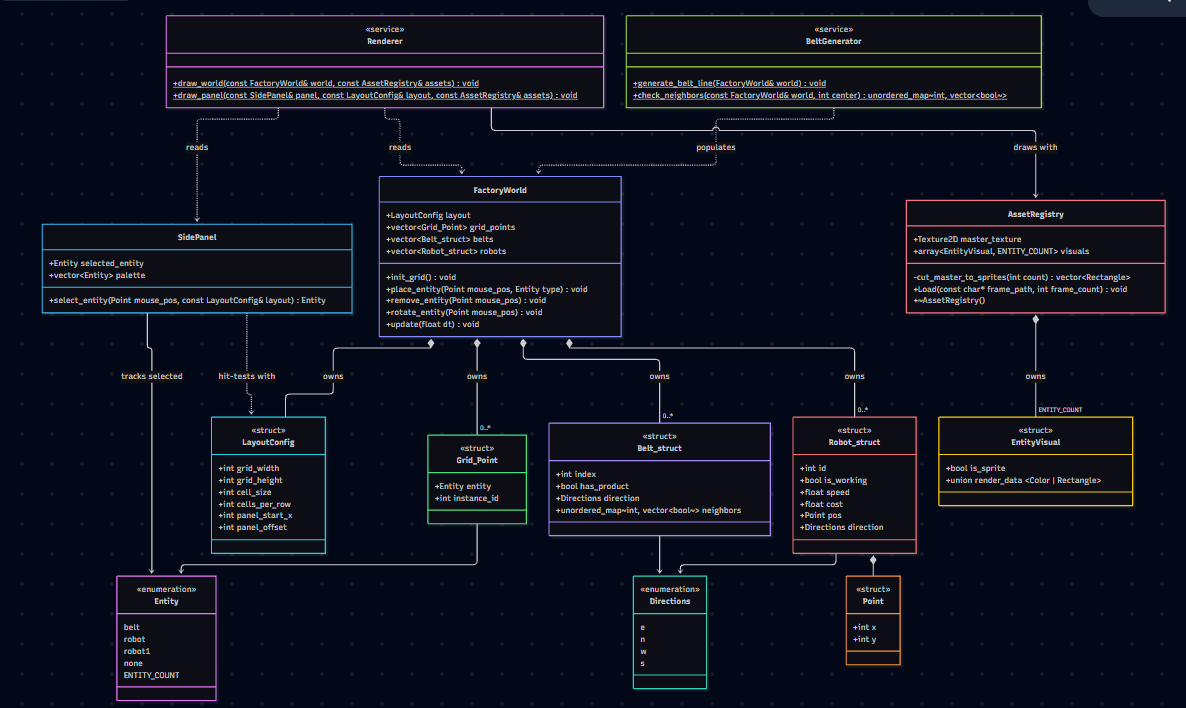 «service»
Renderer
+draw_world(const FactoryWorld& world, const AssetRegistry& assets) : void
+draw_panel(const SidePanel& panel, const LayoutConfig& layout, const AssetRegistry& assets) : void
«service»
BeltGenerator
+generate_belt_line(FactoryWorld& world) : void
+check_neighbors(const FactoryWorld& world, int center) : unordered_map~int, vector<bool~>
reads
reads
populates
draws with
FactoryWorld
+LayoutConfig layout
+vector<Grid_Point> grid_points
+vector<Belt_struct> belts
+vector<Robot_struct> robots
+init_grid() : void
+place_entity(Point mouse_pos, Entity type) : void
+remove_entity(Point mouse_pos) : void
+rotate_entity(Point mouse_pos) : void
+update(float dt) : void
SidePanel
+Entity selected_entity
+vector<Entity> palette
+select_entity(Point mouse_pos, const LayoutConfig& layout) : Entity
AssetRegistry
+Texture2D master_texture
+array<EntityVisual, ENTITY_COUNT> visuals
-cut_master_to_sprites(int count) : vector<Rectangle>
+Load(const char* frame_path, int frame_count) : void
+~AssetRegistry()
tracks selected
hit-tests with
owns
owns
owns
owns
owns
0..*
0..*
0..*
ENTITY_COUNT
«struct»
LayoutConfig
+int grid_width
+int grid_height
+int cell_size
+int cells_per_row
+int panel_start_x
+int panel_offset
«struct»
Grid_Point
+Entity entity
+int instance_id
«struct»
Belt_struct
+int index
+bool has_product
+Directions direction
+unordered_map~int, vector<bool~> neighbors
«struct»
Robot_struct
+int id
+bool is_working
+float speed
+float cost
+Point pos
+Directions direction
«struct»
EntityVisual
+bool is_sprite
+union render_data <Color | Rectangle>
«enumeration»
Entity
belt
robot
robot1
none
ENTITY_COUNT
«enumeration»
Directions
e
n
w
s
«struct»
Point
+int x
+int y